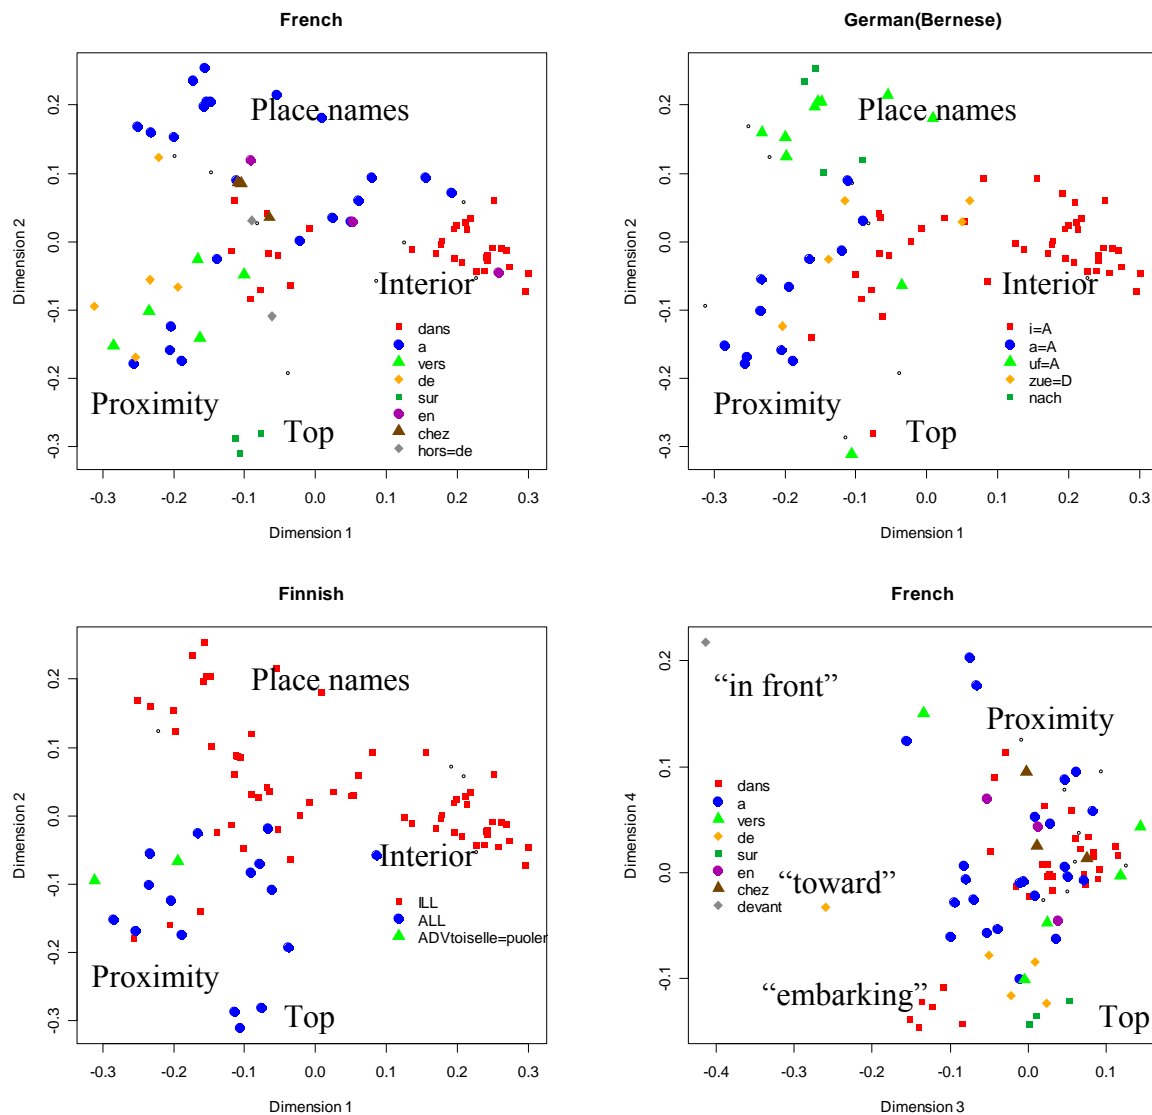 French
Dimension 2
0.2
0.1
0.0
-0.1
-0.2
-0.3
Place names
Interior
Proximity
Top
dans
a
vers
de
sur
en
chez
hors=de
-0.3 -0.2 -0.1 0.0 0.1 0.2 0.3
Dimension 1
German(Bernese)
Dimension 2
0.2
0.1
0.0
-0.1
-0.2
-0.3
Place names
Interior
Proximity
Top
i=A
a=A
uf=A
zue=D
nach
-0.3 -0.2 -0.1 0.0 0.1 0.2 0.3
Dimension 1
Finnish
Dimension 2
0.2
0.1
0.0
-0.1
-0.2
-0.3
Place names
Interior
ILL
ALL
ADVtoiselle=puoler
Proximity
Top
-0.3 -0.2 -0.1 0.0 0.1 0.2 0.3
Dimension 1
French
Dimension 4
0.2
0.1
0.0
-0.1
“in front”
Proximity
dans
a
vers
de
sur
en
chez
devant
“toward”
“embarking”
Top
-0.4 -0.3 -0.2 -0.1 0.0 0.1
Dimension 3